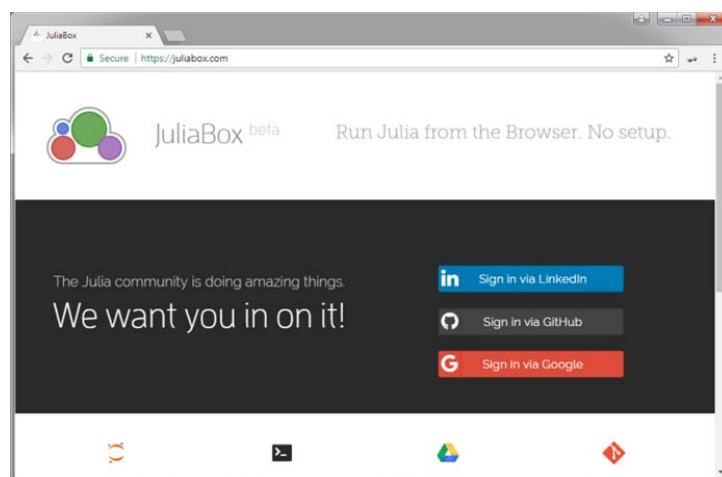 JuliaBox
Secure | https://juliabox.com
JuliaBox beta
Run Julia from the Browser. No setup.
The Julia community is doing amazing things.
We want you in on it!
in Sign in via LinkedIn
Sign in via GitHub
G Sign in via Google